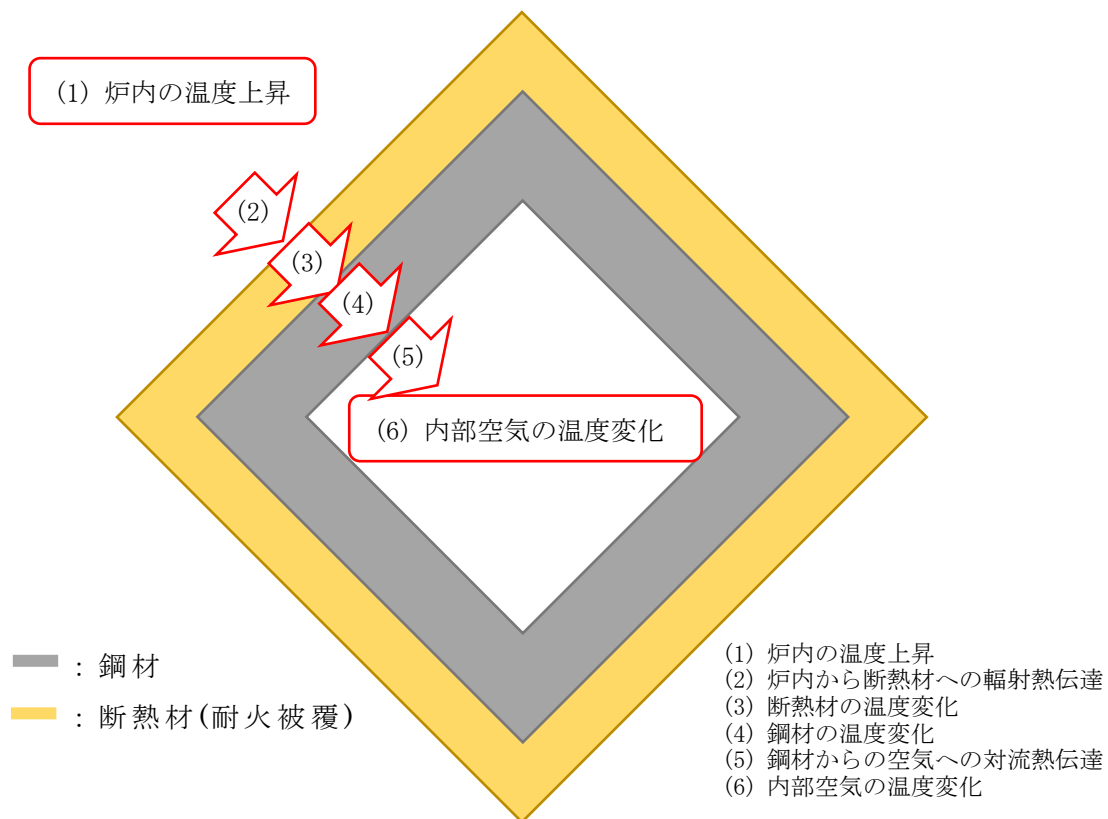 (1) 炉内の温度上昇
(2)
(3)
(4)
(5)
(6) 内部空気の温度変化
: 鋼材
: 断熱材(耐火被覆)
(1) 炉内の温度上昇
(2) 炉内から断熱材への輻射熱伝達
(3) 断熱材の温度変化
(4) 鋼材の温度変化
(5) 鋼材からの空気への対流熱伝達
(6) 内部空気の温度変化